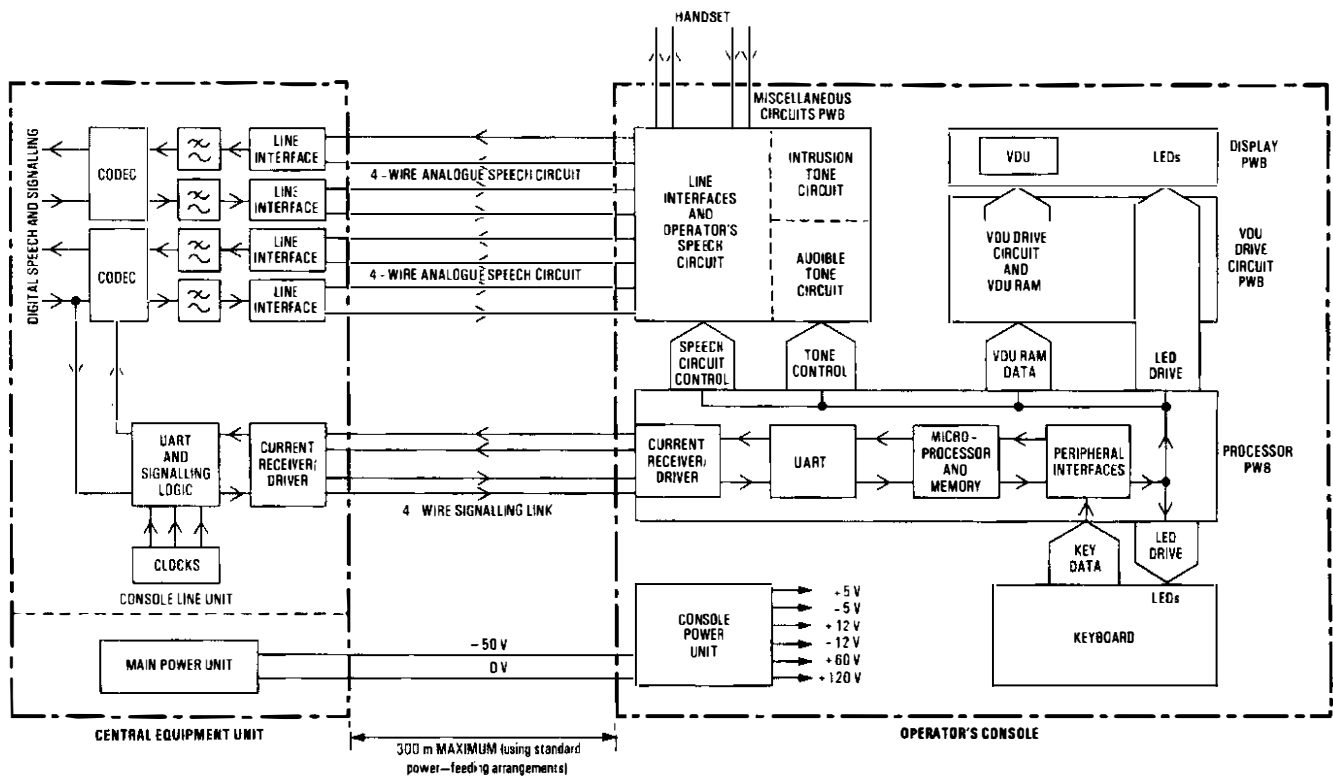 HANDSET
MISCELLANEOUS
CIRCUITS PWB
DIGITAL SPEECH AND SIGNALLING
CODEC
LINE
INTERFACE
LINE
INTERFACE
CODEC
LINE
INTERFACE
LINE
INTERFACE
4-WIRE ANALOGUE SPEECH CIRCUIT
4-WIRE ANALOGUE SPEECH CIRCUIT
LINE
INTERFACES
AND
OPERATOR'S
SPEECH
CIRCUIT
INTRUSION
TONE
CIRCUIT
AUDIBLE
TONE
CIRCUIT
VDU
LEDs
DISPLAY
PWB
VDU DRIVE
CIRCUIT
AND
VDU RAM
VDU
DRIVE
CIRCUIT
PWB
SPEECH
CIRCUIT
CONTROL
TONE
CONTROL
VDU RAM
DATA
LED
DRIVE
UART
AND
SIGNALLING
LOGIC
CURRENT
RECEIVER/
DRIVER
4 WIRE SIGNALLING LINK
CURRENT
RECEIVER/
DRIVER
UART
MICRO-
PROCESSOR
AND
MEMORY
PERIPHERAL
INTERFACES
PROCESSOR
PWB
CLOCKS
CONSOLE LINE UNIT
KEY
DATA
LED
DRIVE
LEDs
KEYBOARD
MAIN POWER UNIT
-50 V
0 V
CONSOLE
POWER
UNIT
+5 V
-5 V
+12 V
-12 V
+60 V
+120 V
CENTRAL EQUIPMENT UNIT
300 m MAXIMUM (using standard
power-feeding arrangements)
OPERATOR'S CONSOLE